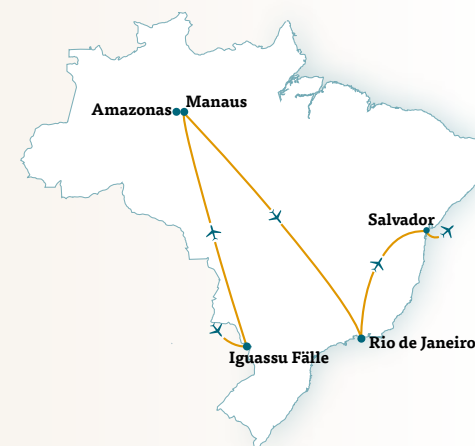 Manaus
Amazonas
Salvador
Rio de Janeiro
Iguassu Fälle